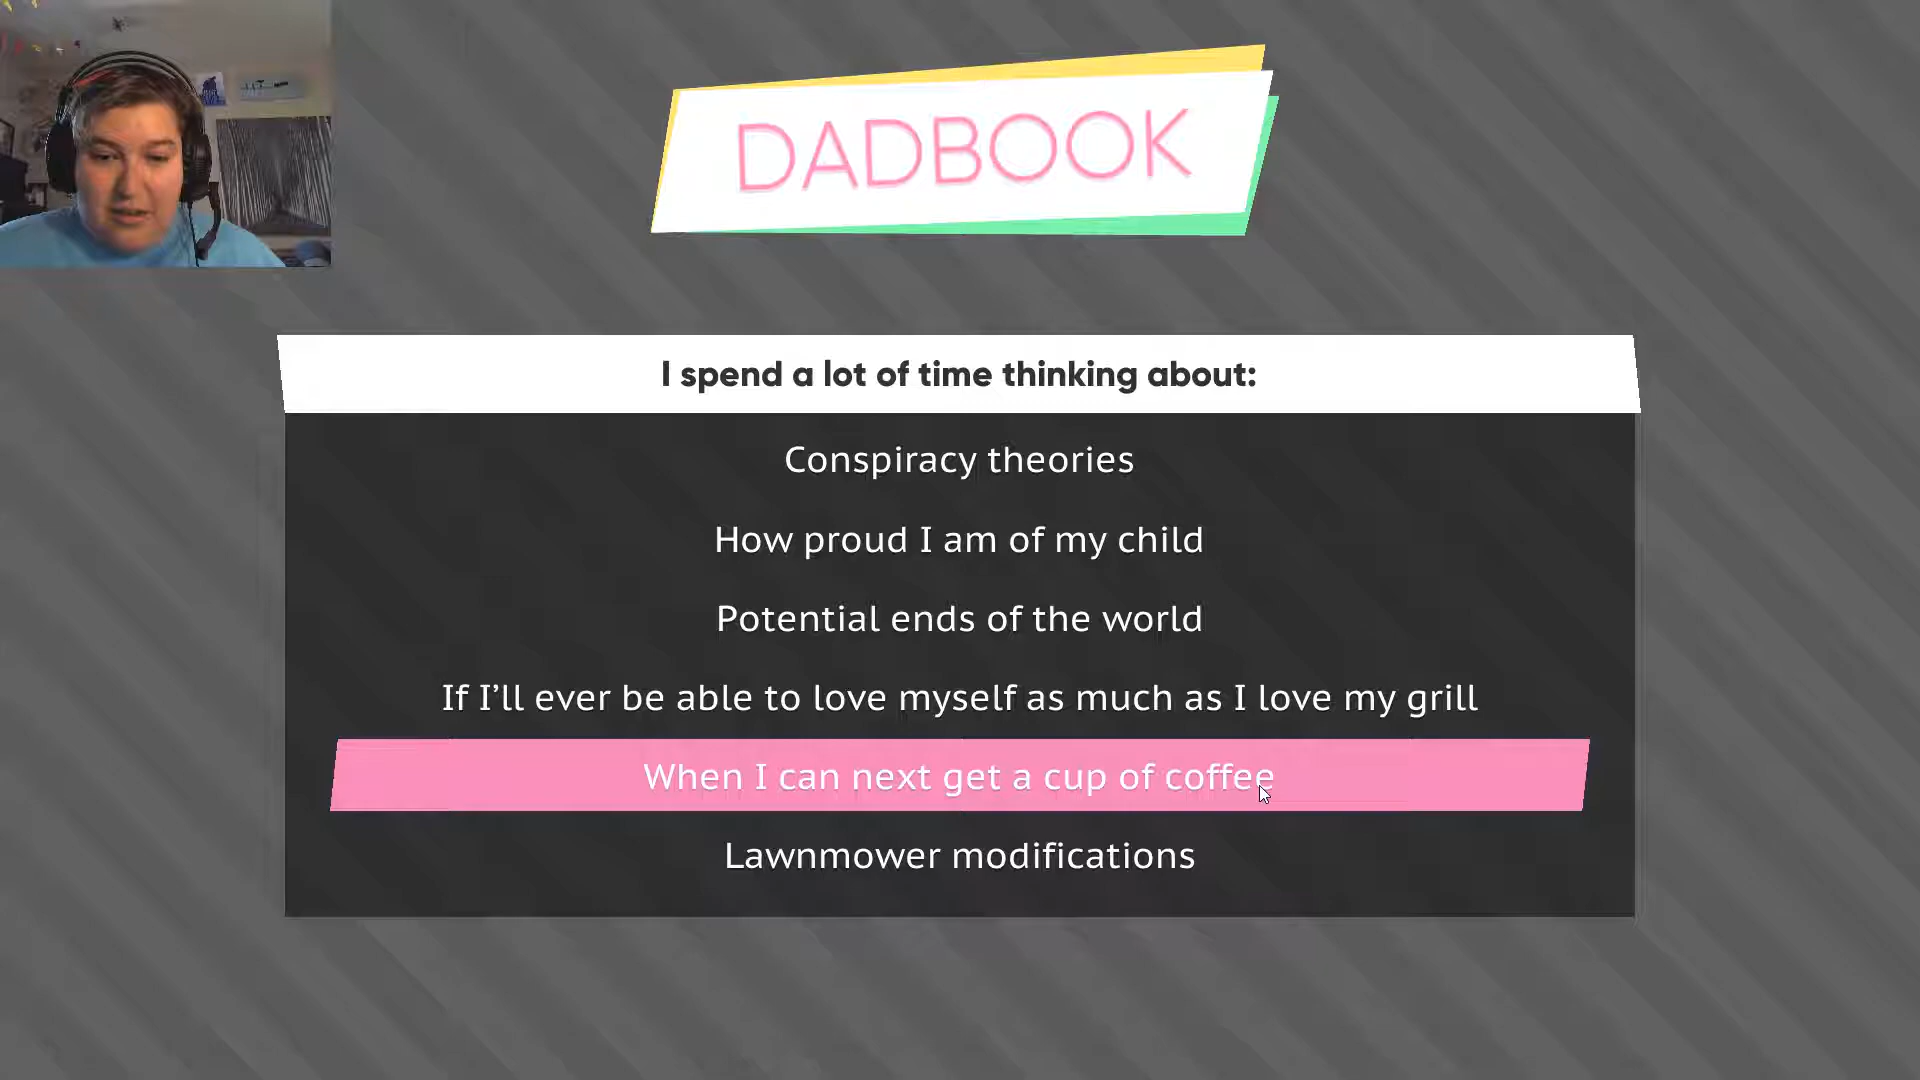 DADBOOK
I spend a lot of time thinking about:
Conspiracy theories
How proud I am of my child
Potential ends of the world
If I’ll ever be able to love myself as much as I love my grill
When I can next get a cup of coffee
Lawnmower modifications